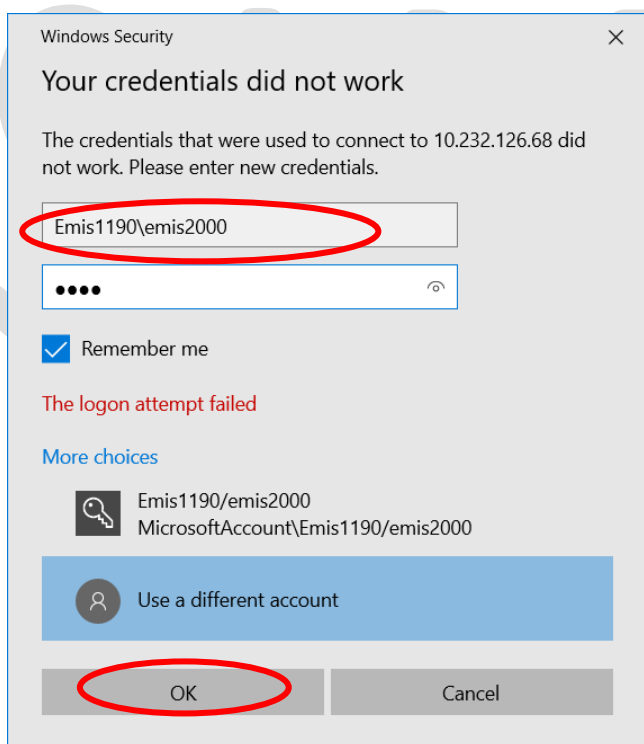 Windows Security
Your credentials did not work
The credentials that were used to connect to 10.232.126.68 did
not work. Please enter new credentials.
Emis1190\emis2000
●●●●
Remember me
The logon attempt failed
More choices
Emis1190/emis2000
MicrosoftAccount\Emis1190/emis2000
Use a different account
OK Cancel